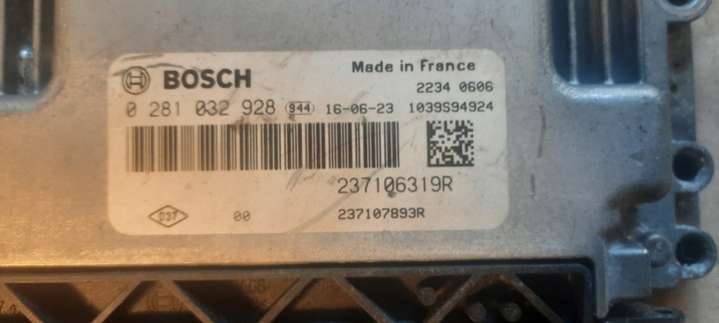 BOSCH Made in France
2234 0606
0 281 032 928 944 16-06-23 1039S94924
237106319R
00 237107893R